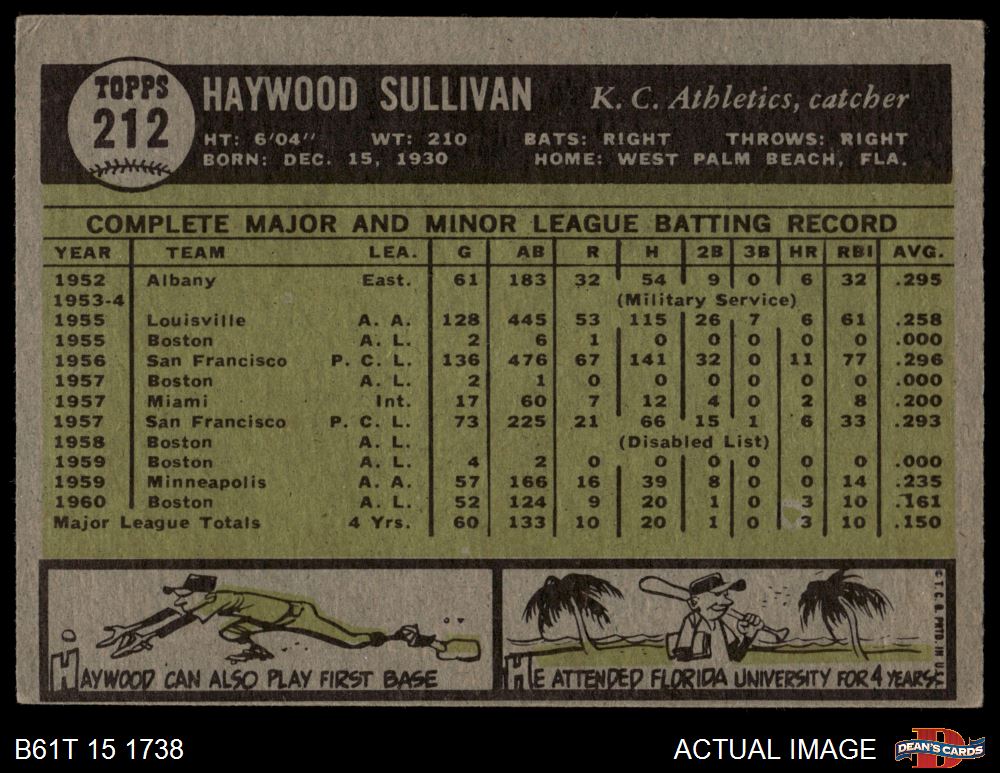 TOPPS
212
HAYWOOD SULLIVAN K. C. Athletics, catcher
HT: 6'04" WT: 210 BATS: RIGHT THROWS: RIGHT
BORN: DEC. 15, 1930 HOME: WEST PALM BEACH, FLA.
COMPLETE MAJOR AND MINOR LEAGUE BATTING RECORD
YEAR TEAM LEA. G AB R H 2B 3B HR RBI AVG.
1952 Albany East. 61 183 32 54 9 0 6 32 .295
1953-4 (Military Service)
1955 Louisville A. A. 128 445 53 115 26 7 6 61 .258
1955 Boston A. L. 2 6 1 0 0 0 0 0 .000
1956 San Francisco P. C. L. 136 476 67 141 32 0 11 77 .296
1957 Boston A. L. 2 1 0 0 0 0 0 0 .000
1957 Miami Int. 17 60 7 12 4 0 2 8 .200
1957 San Francisco P. C. L. 73 225 21 66 15 1 6 33 .293
1958 Boston A. L. (Disabled List)
1959 Boston A. L. 4 2 0 0 0 0 0 0 .000
1959 Minneapolis A. A. 57 166 16 39 8 0 0 14 .235
1960 Boston A. L. 52 124 9 20 1 0 3 10 .161
Major League Totals 4 Yrs. 60 133 10 20 1 0 3 10 .150
HAYWOOD CAN ALSO PLAY FIRST BASE
HE ATTENDED FLORIDA UNIVERSITY FOR 4 YEARS
© T. C. G. PRTD. IN U.S.
B61T 15 1738 ACTUAL IMAGE
DEAN'S CARDS